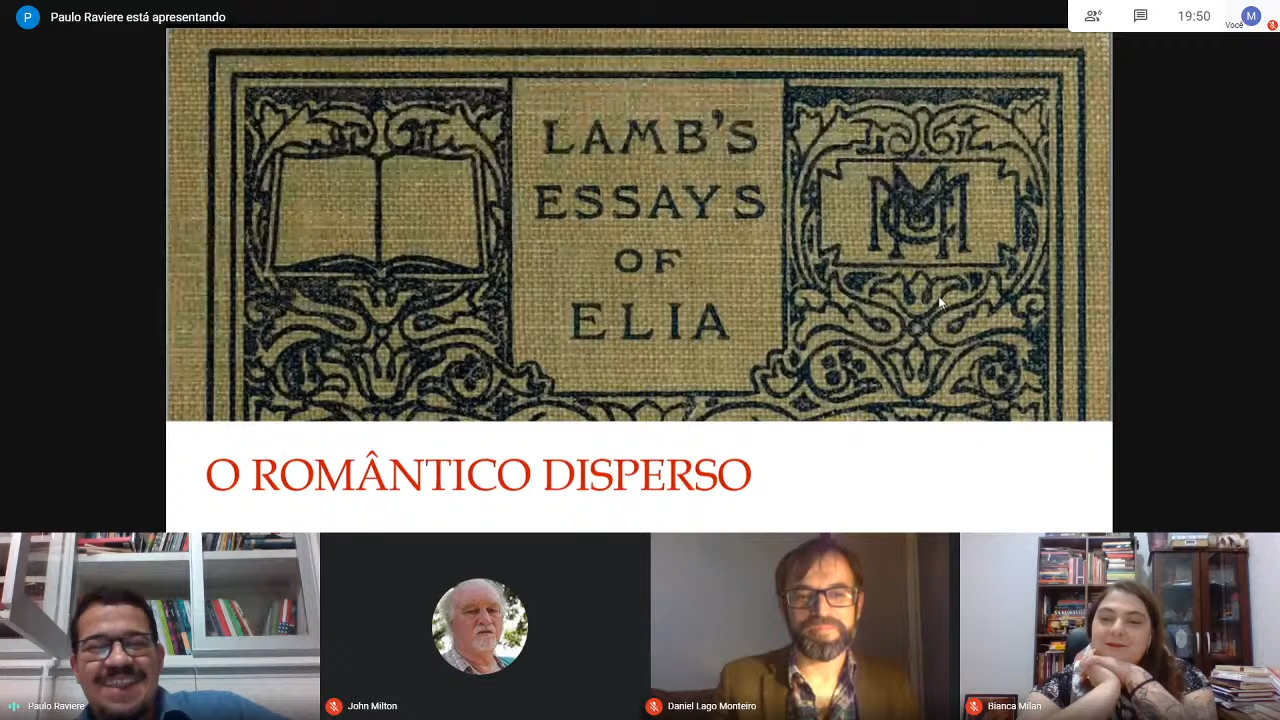 P
Paulo Raviere está apresentando
6
19:50
M
Você
LAMB'S
ESSAYS
OF
ELIA
O ROMÂNTICO DISPERSO
Paulo Raviere
John Milton
Daniel Lago Monteiro
Bianca Milan